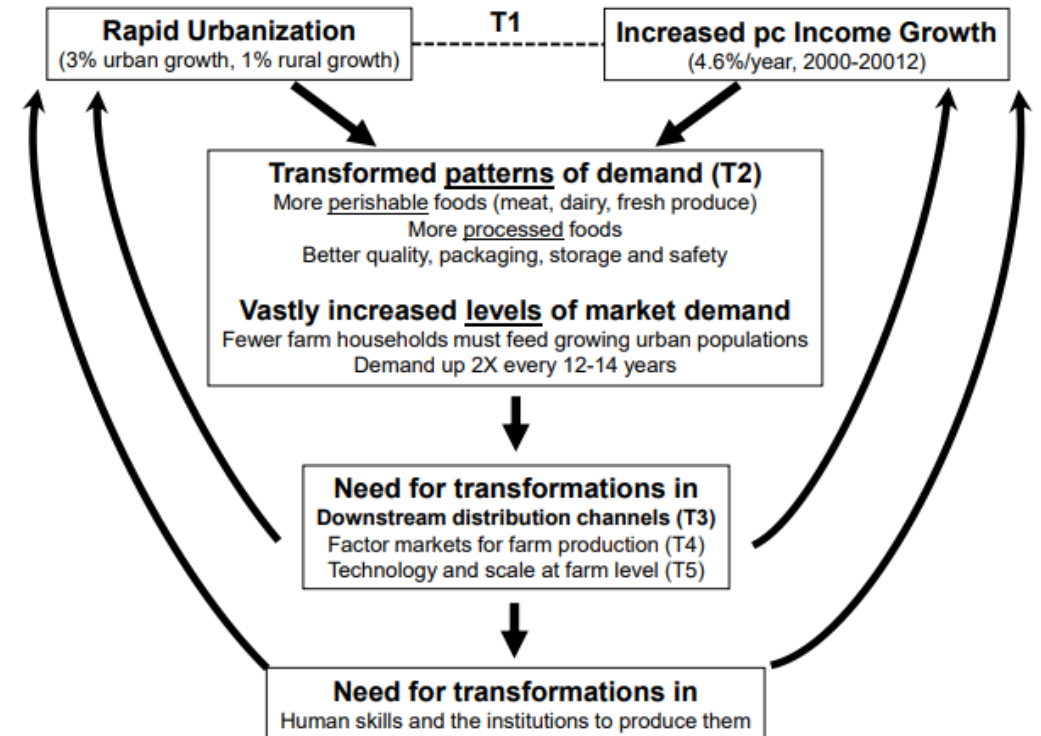 Rapid Urbanization
(3% urban growth, 1% rural growth)
T1
Increased pc Income Growth
(4.6%/year, 2000-20012)
Transformed patterns of demand (T2)
More perishable foods (meat, dairy, fresh produce)
More processed foods
Better quality, packaging, storage and safety
Vastly increased levels of market demand
Fewer farm households must feed growing urban populations
Demand up 2X every 12-14 years
Need for transformations in
Downstream distribution channels (T3)
Factor markets for farm production (T4)
Technology and scale at farm level (T5)
Need for transformations in
Human skills and the institutions to produce them